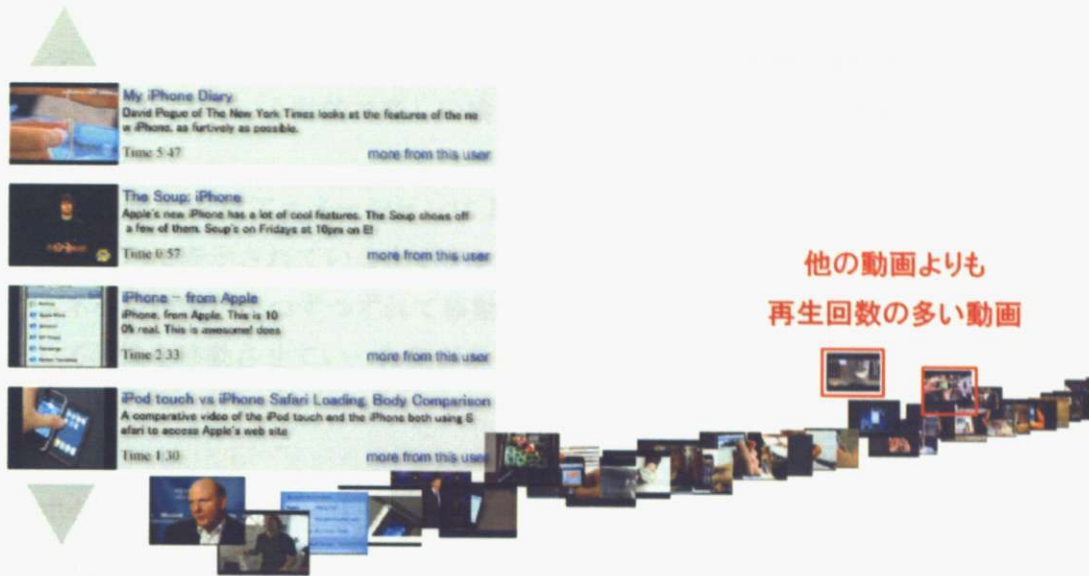 My iPhone Diary
David Pogue of The New York Times looks at the features of the ne
w iPhone, as furtively as possible.
Time 5:47
more from this user
The Soup: iPhone
Apple's new iPhone has a lot of cool features. The Soup shows off
a few of them. Soup's on Fridays at 10pm on E!
Time 0:57
more from this user
iPhone - from Apple
iPhone, from Apple. This is 10
0% real. This is awesome! does
Time 2:33
more from this user
iPod touch vs iPhone Safari Loading, Body Comparison
A comparative video of the iPod touch and the iPhone both using S
afari to access Apple's web site
Time 1:30
more from this user
他の動画よりも
再生回数の多い動画